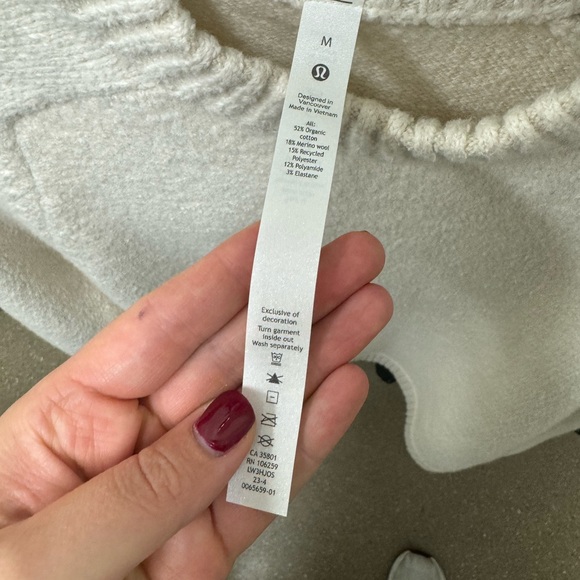 M
Designed in
Vancouver
Made in Vietnam
All:
52% Organic
cotton
18% Merino wool
15% Recycled
Polyester
12% Polyamide
3% Elastane
Exclusive of
decoration
Turn garment
inside out
Wash separately
CA 35801
RN 106259
LW3HJOS
23-4
0065659-01